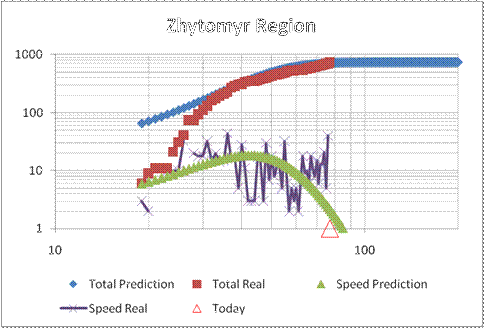 Zhytomyr Region
1000
100
10
1
10 100
Total Prediction Total Real Speed Prediction
Speed Real Today